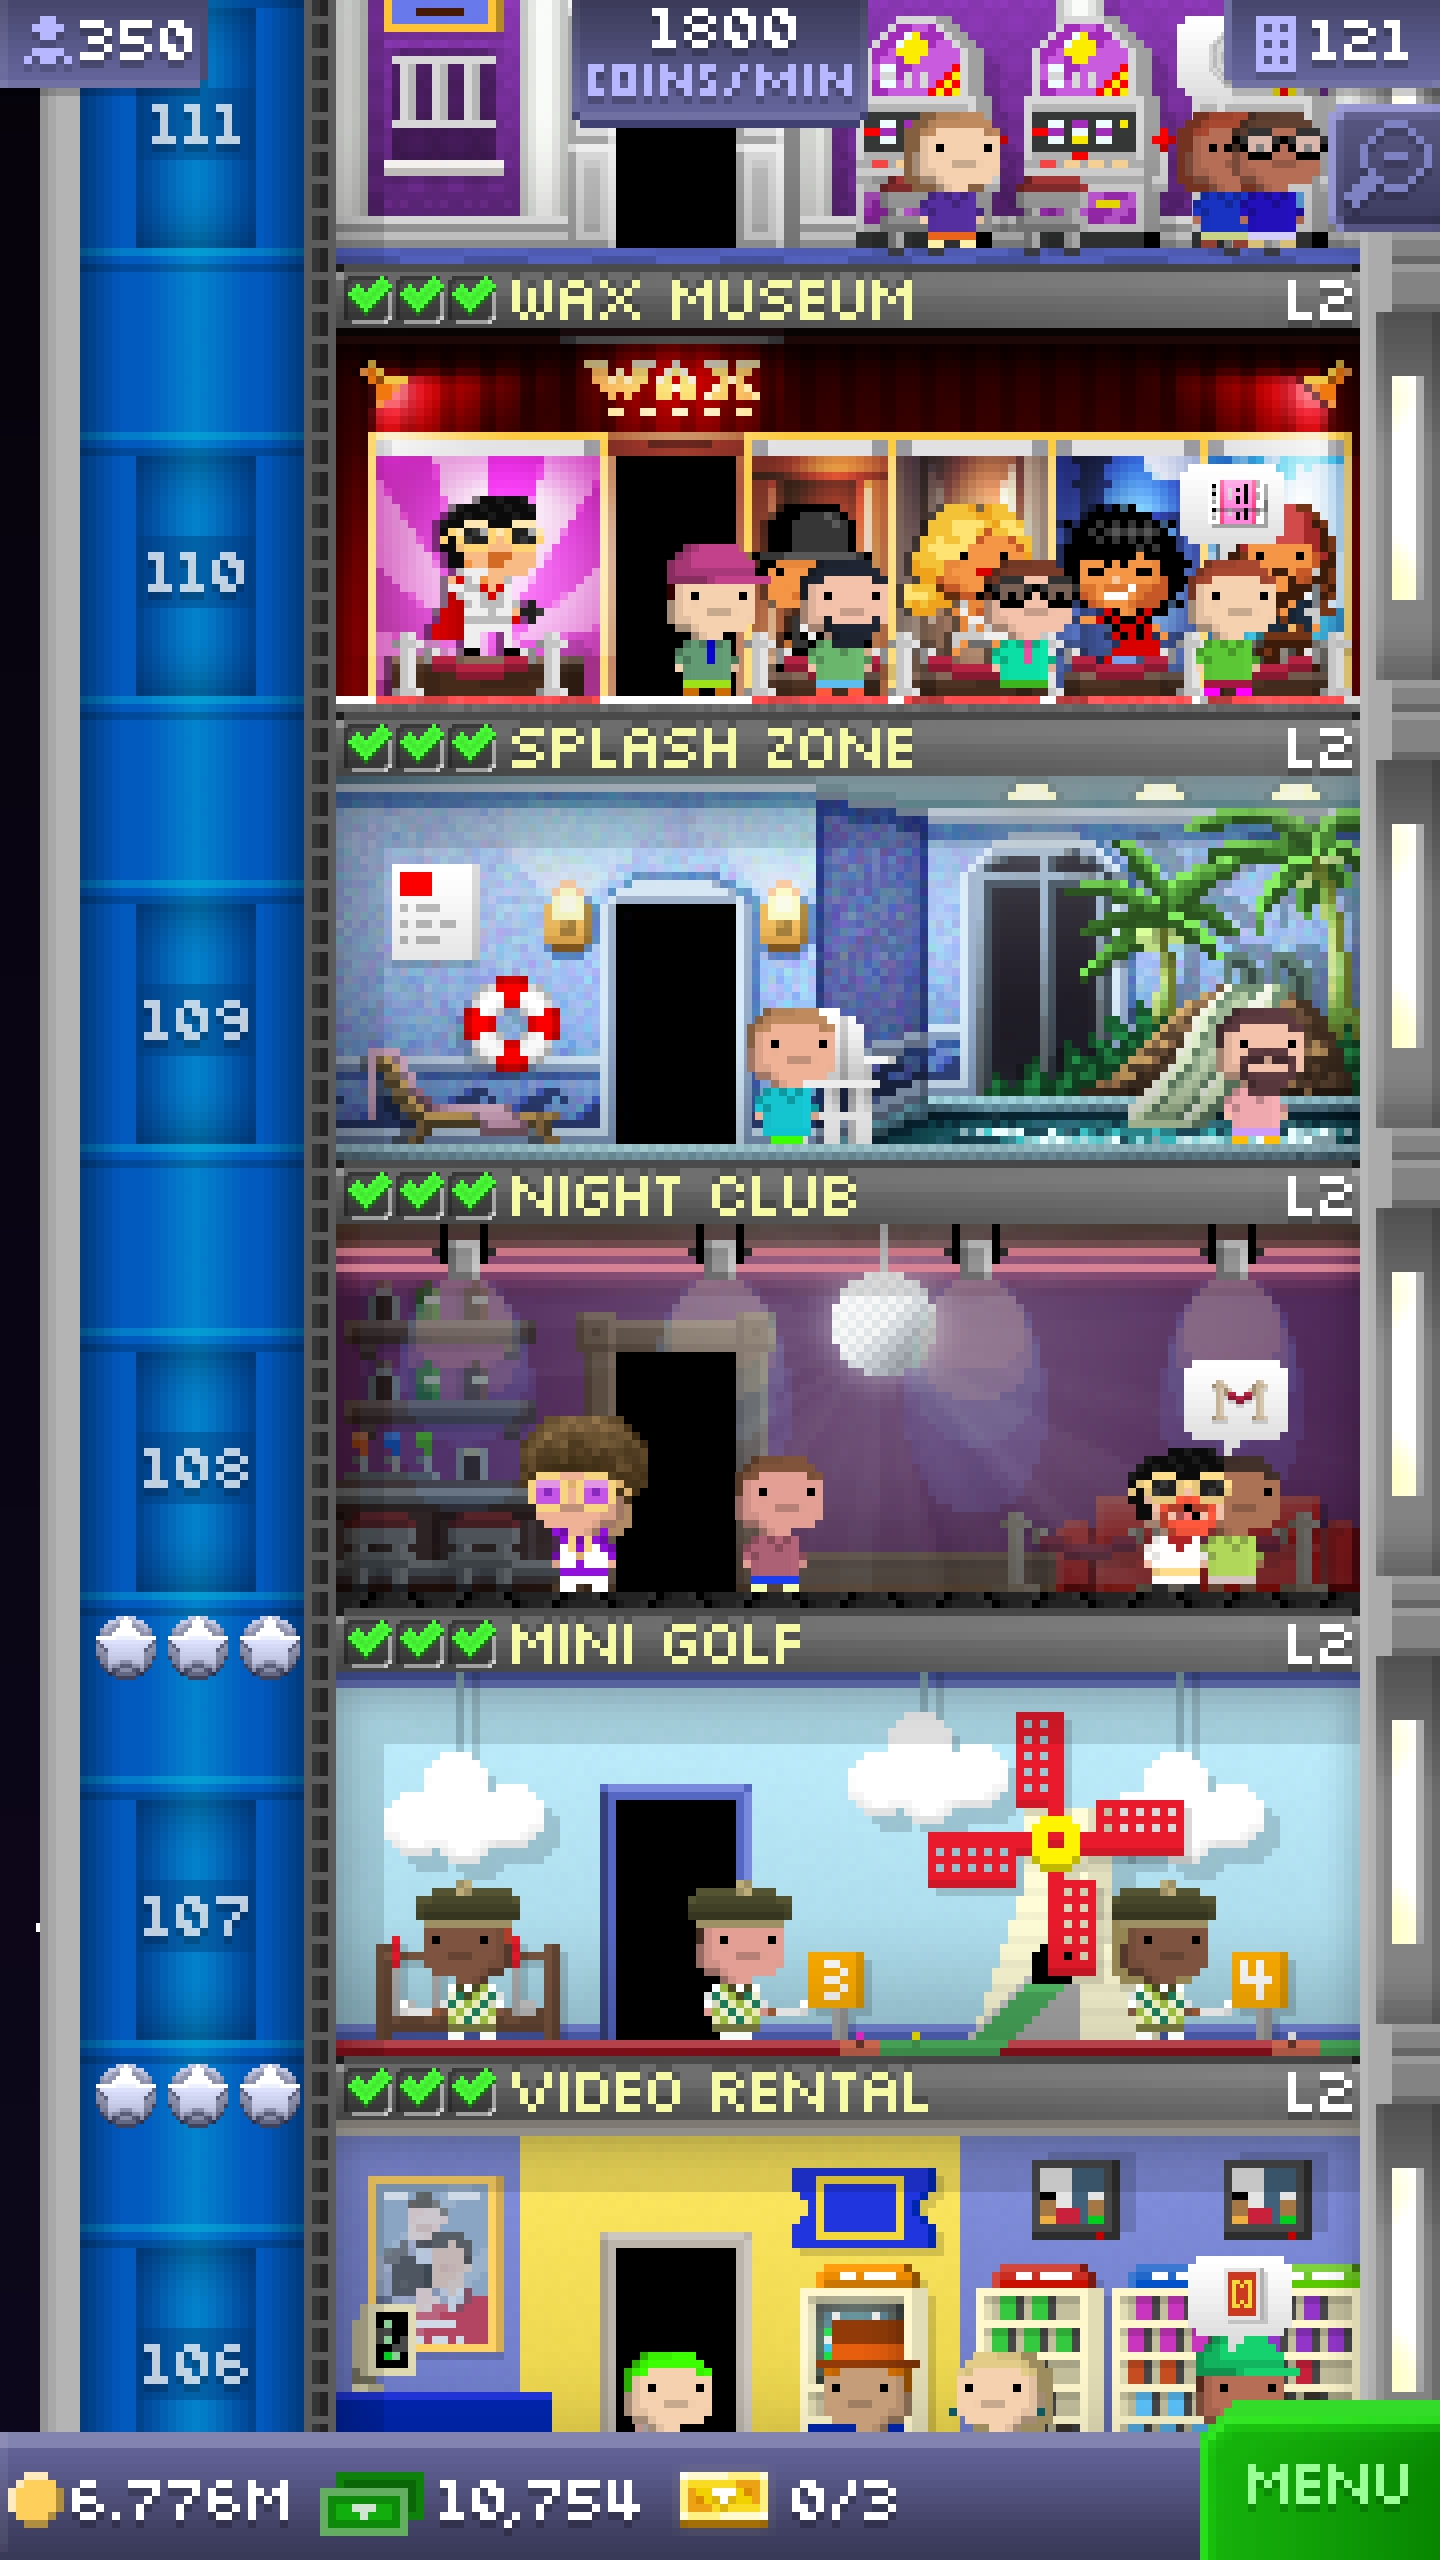 350
1800
COINS/MIN
121
111
WAX MUSEUM L2
WAX
110
SPLASH ZONE L2
109
NIGHT CLUB L2
108
MINI GOLF L2
3
4
107
VIDEO RENTAL L2
106
6.776M 10,754 0/3
MENU